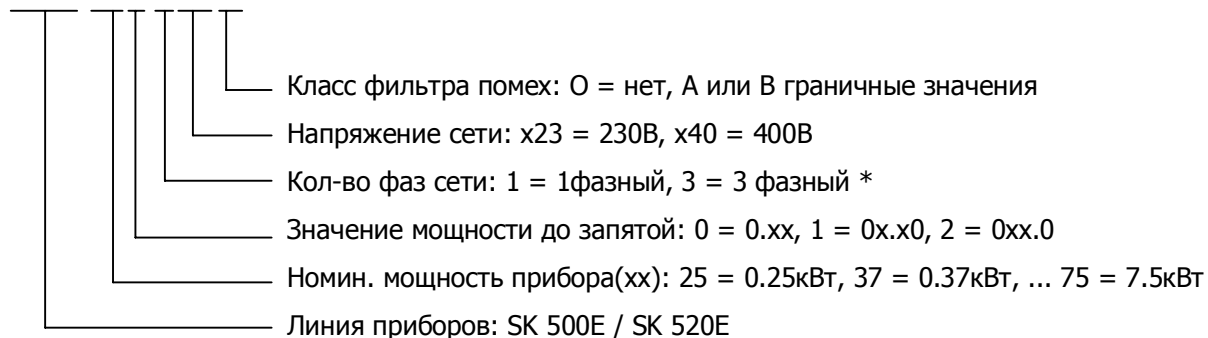 Класс фильтра помех: О = нет, А или В граничные значения
Напряжение сети: x23 = 230В, x40 = 400В
Кол-во фаз сети: 1 = 1фазный, 3 = 3 фазный *
Значение мощности до запятой: 0 = 0.xx, 1 = 0x.x0, 2 = 0xx.0
Номин. мощность прибора(xx): 25 = 0.25кВт, 37 = 0.37кВт, ... 75 = 7.5кВт
Линия приборов: SK 500E / SK 520E